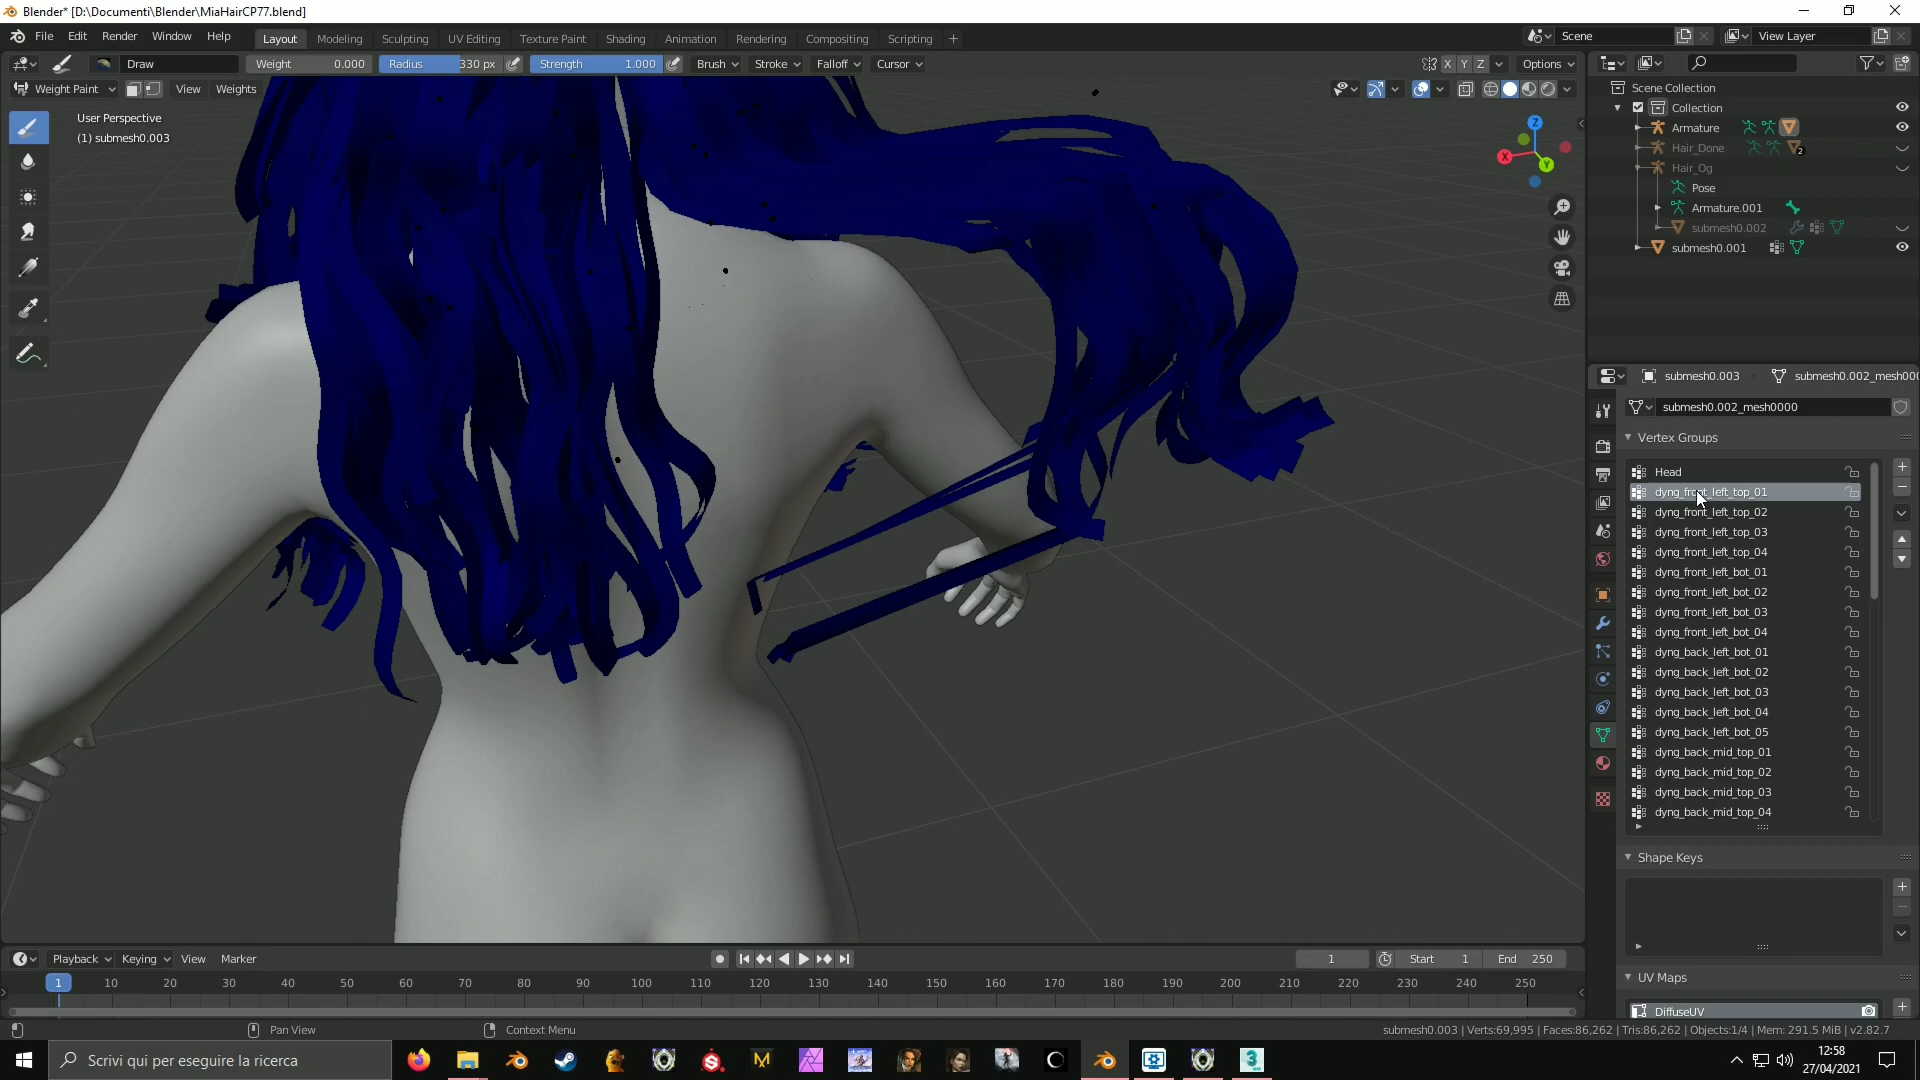 Blender* [D:\Documenti\Blender\MiaHairCP77.blend]
File Edit Render Window Help Layout Modeling Sculpting UV Editing Texture Paint Shading Animation Rendering Compositing Scripting + Scene View Layer
Draw Weight 0.000 Radius 330 px Strength 1.000 Brush Stroke Falloff Cursor X Y Z Options
Weight Paint View Weights
User Perspective
(1) submesh0.003
Z
X
Y
Scene Collection
Collection
Armature
Hair_Done 2
Hair_Og
Pose
Armature.001
submesh0.002
submesh0.001
submesh0.003 submesh0.002_mesh000
submesh0.002_mesh0000
Vertex Groups
Head
dyng_front_left_top_01
dyng_front_left_top_02
dyng_front_left_top_03
dyng_front_left_top_04
dyng_front_left_bot_01
dyng_front_left_bot_02
dyng_front_left_bot_03
dyng_front_left_bot_04
dyng_back_left_bot_01
dyng_back_left_bot_02
dyng_back_left_bot_03
dyng_back_left_bot_04
dyng_back_left_bot_05
dyng_back_mid_top_01
dyng_back_mid_top_02
dyng_back_mid_top_03
dyng_back_mid_top_04
Shape Keys
UV Maps
DiffuseUV
Playback Keying View Marker 1 Start 1 End 250
1 10 20 30 40 50 60 70 80 90 100 110 120 130 140 150 160 170 180 190 200 210 220 230 240 250
Pan View Context Menu submesh0.003 | Verts:69,995 | Faces:86,262 | Tris:86,262 | Objects:1/4 | Mem: 291.5 MiB | v2.82.7
Scrivi qui per eseguire la ricerca
12:58
27/04/2021